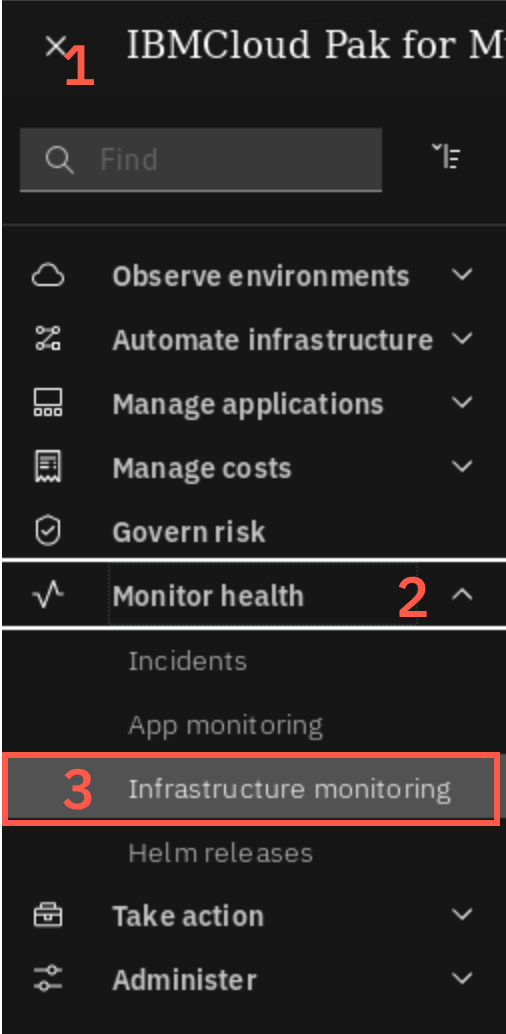 1
IBMCloud Pak for M
Find
Observe environments
Automate infrastructure
Manage applications
Manage costs
Govern risk
Monitor health 2
Incidents
App monitoring
3 Infrastructure monitoring
Helm releases
Take action
Administer